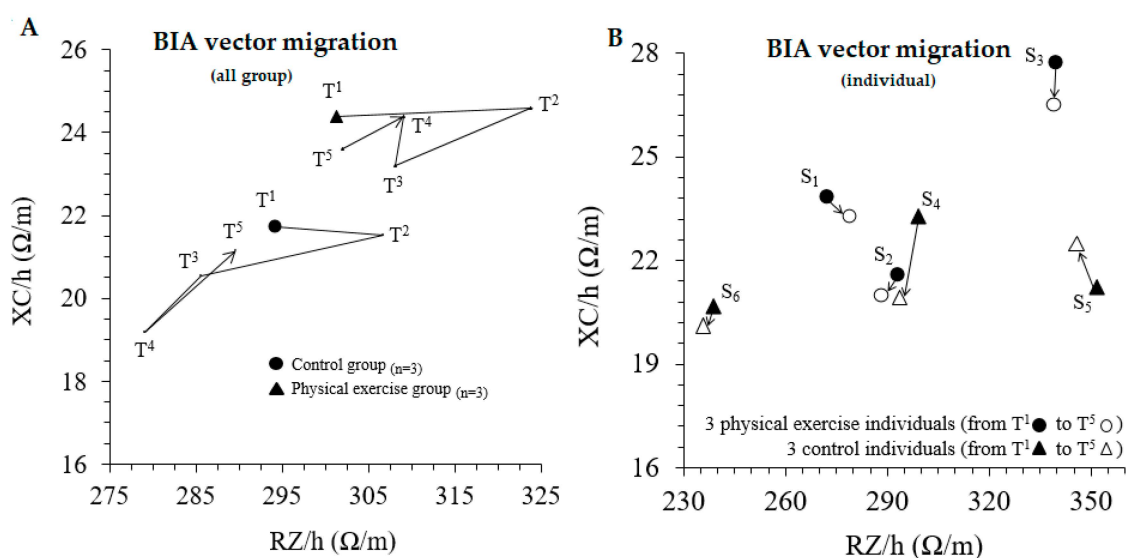 A
BIA vector migration
(all group)
26
24
22
20
18
16
XC/h (Ω/m)
T¹
T²
T⁴
T⁵
T³
T¹
T⁵
T²
T³
T⁴
● Control group (n=3)
▲ Physical exercise group (n=3)
275 285 295 305 315 325
RZ/h (Ω/m)
B
BIA vector migration
(individual)
28
25
22
19
16
XC/h (Ω/m)
S₃
S₁
S₄
S₂
S₆
S₅
3 physical exercise individuals (from T¹ ● to T⁵ ○ )
3 control individuals (from T¹ ▲ to T⁵ △ )
230 260 290 320 350
RZ/h (Ω/m)